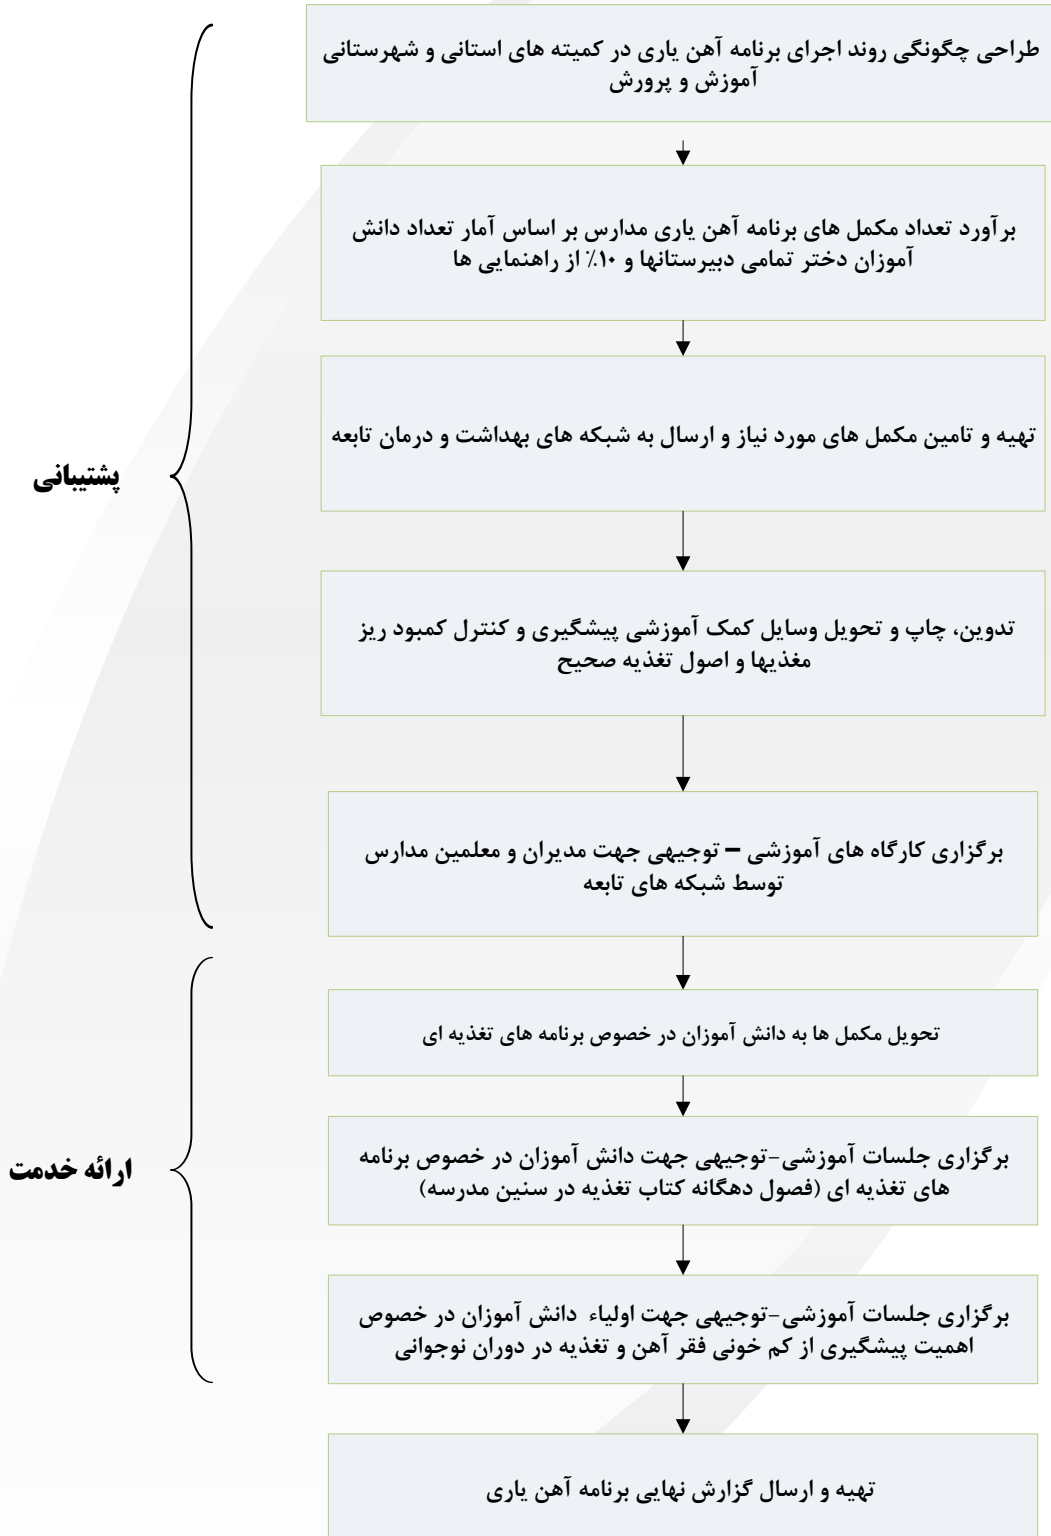 طراحی چگونگی روند اجرای برنامه آهن یاری در کمیته های استانی و شهرستانی
آموزش و پرورش
برآورد تعداد مکمل های برنامه آهن یاری مدارس بر اساس آمار تعداد دانش
آموزان دختر تمامی دبیرستانها و ۱۰٪ از راهنمایی ها
تهیه و تامین مکمل های مورد نیاز و ارسال به شبکه های بهداشت و درمان تابعه
پشتیبانی
تدوین، چاپ و تحویل وسایل کمک آموزشی پیشگیری و کنترل کمبود ریز
مغذیها و اصول تغذیه صحیح
برگزاری کارگاه های آموزشی – توجیهی جهت مدیران و معلمین مدارس
توسط شبکه های تابعه
تحویل مکمل ها به دانش آموزان در خصوص برنامه های تغذیه ای
برگزاری جلسات آموزشی-توجیهی جهت دانش آموزان در خصوص برنامه
های تغذیه ای (فصول دهگانه کتاب تغذیه در سنین مدرسه)
ارائه خدمت
برگزاری جلسات آموزشی-توجیهی جهت اولیاء دانش آموزان در خصوص
اهمیت پیشگیری از کم خونی فقر آهن و تغذیه در دوران نوجوانی
تهیه و ارسال گزارش نهایی برنامه آهن یاری